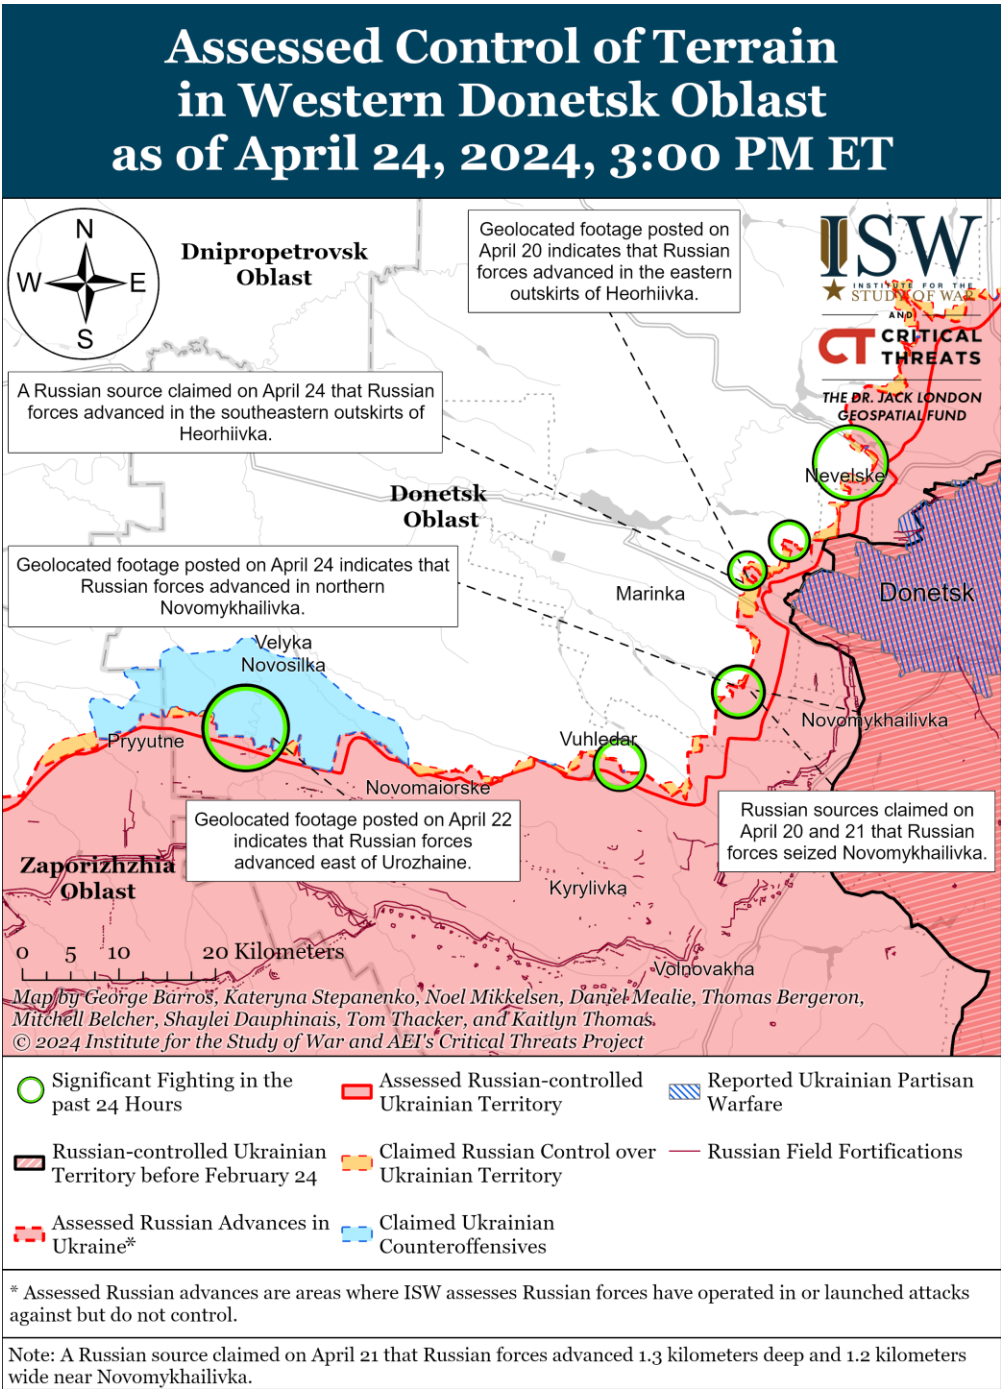 Assessed Control of Terrain
in Western Donetsk Oblast
as of April 24, 2024, 3:00 PM ET
N
W
E
S
Dnipropetrovsk
Oblast
Geolocated footage posted on
April 20 indicates that Russian
forces advanced in the eastern
outskirts of Heorhiivka.
ISW
INSTITUTE FOR THE
STUDY OF WAR
AND
CT CRITICAL
THREATS
THE DR. JACK LONDON
GEOSPATIAL FUND
A Russian source claimed on April 24 that Russian
forces advanced in the southeastern outskirts of
Heorhiivka.
Nevelske
Donetsk
Oblast
Geolocated footage posted on April 24 indicates that
Russian forces advanced in northern
Novomykhailivka.
Marinka
Donetsk
Velyka
Novosilka
Pryyutne
Vuhledar
Novomykhailivka
Novomaiorske
Geolocated footage posted on April 22
indicates that Russian forces
advanced east of Urozhaine.
Russian sources claimed on
April 20 and 21 that Russian
forces seized Novomykhailivka.
Zaporizhzhia
Oblast
Kyrylivka
Volnovakha
0 5 10 20 Kilometers
Map by George Barros, Kateryna Stepanenko, Noel Mikkelsen, Daniel Mealie, Thomas Bergeron,
Mitchell Belcher, Shaylei Dauphinais, Tom Thacker, and Kaitlyn Thomas.
© 2024 Institute for the Study of War and AEI's Critical Threats Project
Significant Fighting in the
past 24 Hours
Assessed Russian-controlled
Ukrainian Territory
Reported Ukrainian Partisan
Warfare
Russian-controlled Ukrainian
Territory before February 24
Claimed Russian Control over
Ukrainian Territory
Russian Field Fortifications
Assessed Russian Advances in
Ukraine*
Claimed Ukrainian
Counteroffensives
* Assessed Russian advances are areas where ISW assesses Russian forces have operated in or launched attacks
against but do not control.
Note: A Russian source claimed on April 21 that Russian forces advanced 1.3 kilometers deep and 1.2 kilometers
wide near Novomykhailivka.